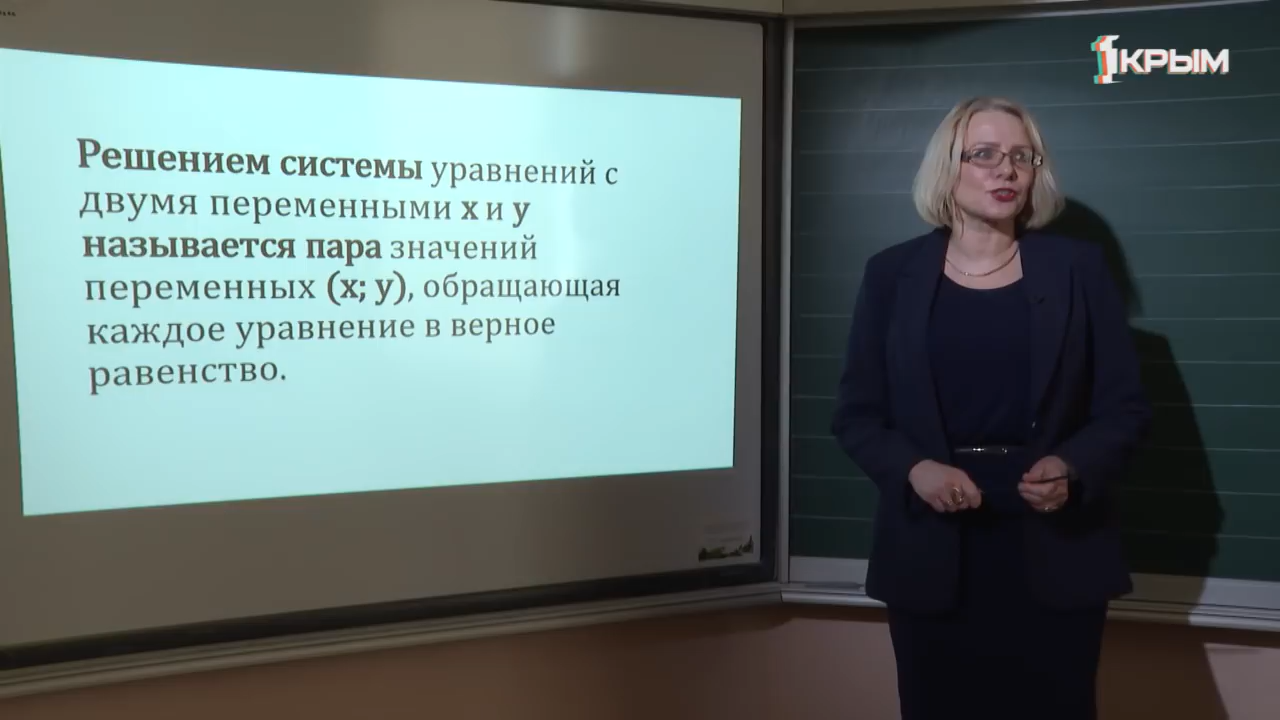 Решением системы уравнений с
двумя переменными х и у
называется пара значений
переменных (х; у), обращающая
каждое уравнение в верное
равенство.
1КРЫМ